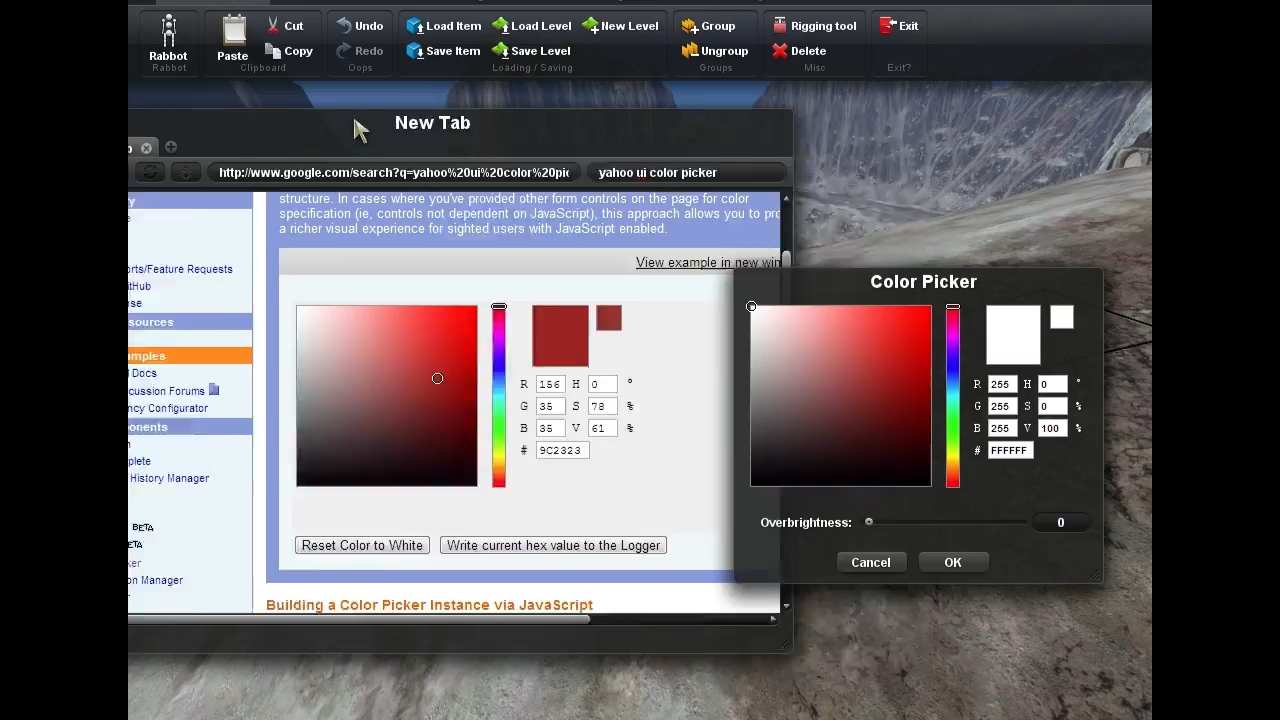 Cut
Undo
Load Item
Load Level
New Level
Group
Rigging tool
Exit
Rabbot
Paste
Copy
Redo
Save Item
Save Level
Ungroup
Delete
Rabbot
Clipboard
Oops
Loading / Saving
Groups
Misc
Exit?
New Tab
http://www.google.com/search?q=yahoo%20ui%20color%20pic
yahoo ui color picker
structure. In cases where you've provided other form controls on the page for color
specification (ie, controls not dependent on JavaScript), this approach allows you to pro
a richer visual experience for sighted users with JavaScript enabled.
View example in new win
orts/Feature Requests
tHub
nse
sources
amples
I Docs
cussion Forums
ncy Configurator
ponents
plete
History Manager
BETA
ETA
ker
on Manager
R 156 H 0 °
G 35 S 78 %
B 35 V 61 %
# 9C2323
Reset Color to White
Write current hex value to the Logger
Building a Color Picker Instance via JavaScript
Color Picker
R 255 H 0 °
G 255 S 0 %
B 255 V 100 %
# FFFFFF
Overbrightness: 0
Cancel
OK